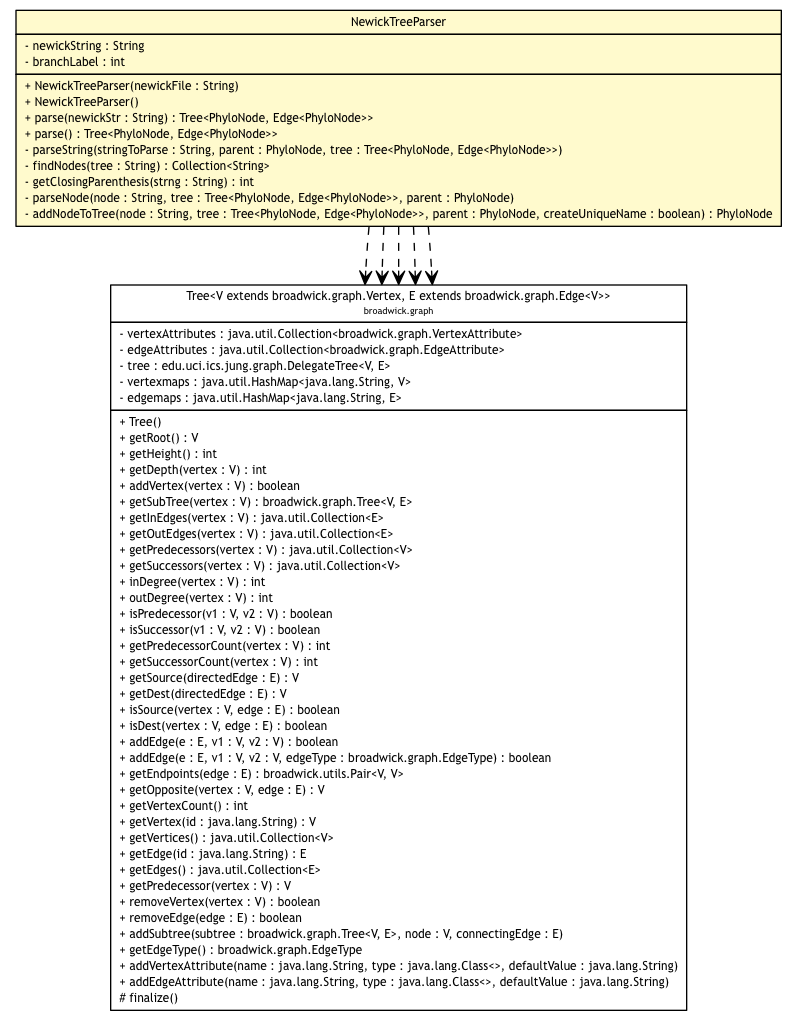 NewickTreeParser
- newickString : String
- branchLabel : int
+ NewickTreeParser(newickFile : String)
+ NewickTreeParser()
+ parse(newickStr : String) : Tree<PhyloNode, Edge<PhyloNode>>
+ parse() : Tree<PhyloNode, Edge<PhyloNode>>
- parseString(stringToParse : String, parent : PhyloNode, tree : Tree<PhyloNode, Edge<PhyloNode>>)
- findNodes(tree : String) : Collection<String>
- getClosingParenthesis(strng : String) : int
- parseNode(node : String, tree : Tree<PhyloNode, Edge<PhyloNode>>, parent : PhyloNode)
- addNodeToTree(node : String, tree : Tree<PhyloNode, Edge<PhyloNode>>, parent : PhyloNode, createUniqueName : boolean) : PhyloNode
Tree<V extends broadwick.graph.Vertex, E extends broadwick.graph.Edge<V>>
broadwick.graph
- vertexAttributes : java.util.Collection<broadwick.graph.VertexAttribute>
- edgeAttributes : java.util.Collection<broadwick.graph.EdgeAttribute>
- tree : edu.uci.ics.jung.graph.DelegateTree<V, E>
- vertexmaps : java.util.HashMap<java.lang.String, V>
- edgemaps : java.util.HashMap<java.lang.String, E>
+ Tree()
+ getRoot() : V
+ getHeight() : int
+ getDepth(vertex : V) : int
+ addVertex(vertex : V) : boolean
+ getSubTree(vertex : V) : broadwick.graph.Tree<V, E>
+ getInEdges(vertex : V) : java.util.Collection<E>
+ getOutEdges(vertex : V) : java.util.Collection<E>
+ getPredecessors(vertex : V) : java.util.Collection<V>
+ getSuccessors(vertex : V) : java.util.Collection<V>
+ inDegree(vertex : V) : int
+ outDegree(vertex : V) : int
+ isPredecessor(v1 : V, v2 : V) : boolean
+ isSuccessor(v1 : V, v2 : V) : boolean
+ getPredecessorCount(vertex : V) : int
+ getSuccessorCount(vertex : V) : int
+ getSource(directedEdge : E) : V
+ getDest(directedEdge : E) : V
+ isSource(vertex : V, edge : E) : boolean
+ isDest(vertex : V, edge : E) : boolean
+ addEdge(e : E, v1 : V, v2 : V) : boolean
+ addEdge(e : E, v1 : V, v2 : V, edgeType : broadwick.graph.EdgeType) : boolean
+ getEndpoints(edge : E) : broadwick.utils.Pair<V, V>
+ getOpposite(vertex : V, edge : E) : V
+ getVertexCount() : int
+ getVertex(id : java.lang.String) : V
+ getVertices() : java.util.Collection<V>
+ getEdge(id : java.lang.String) : E
+ getEdges() : java.util.Collection<E>
+ getPredecessor(vertex : V) : V
+ removeVertex(vertex : V) : boolean
+ removeEdge(edge : E) : boolean
+ addSubtree(subtree : broadwick.graph.Tree<V, E>, node : V, connectingEdge : E)
+ getEdgeType() : broadwick.graph.EdgeType
+ addVertexAttribute(name : java.lang.String, type : java.lang.Class<>, defaultValue : java.lang.String)
+ addEdgeAttribute(name : java.lang.String, type : java.lang.Class<>, defaultValue : java.lang.String)
# finalize()